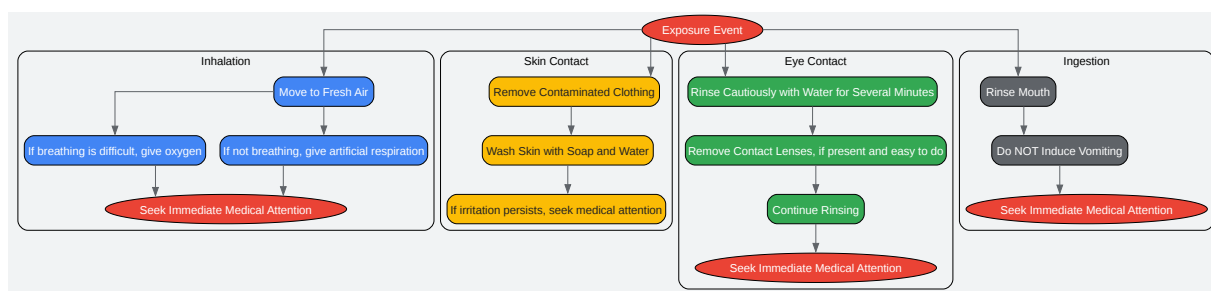 Exposure Event
Inhalation
Move to Fresh Air
If breathing is difficult, give oxygen
If not breathing, give artificial respiration
Seek Immediate Medical Attention
Skin Contact
Remove Contaminated Clothing
Wash Skin with Soap and Water
If irritation persists, seek medical attention
Eye Contact
Rinse Cautiously with Water for Several Minutes
Remove Contact Lenses, if present and easy to do
Continue Rinsing
Seek Immediate Medical Attention
Ingestion
Rinse Mouth
Do NOT Induce Vomiting
Seek Immediate Medical Attention